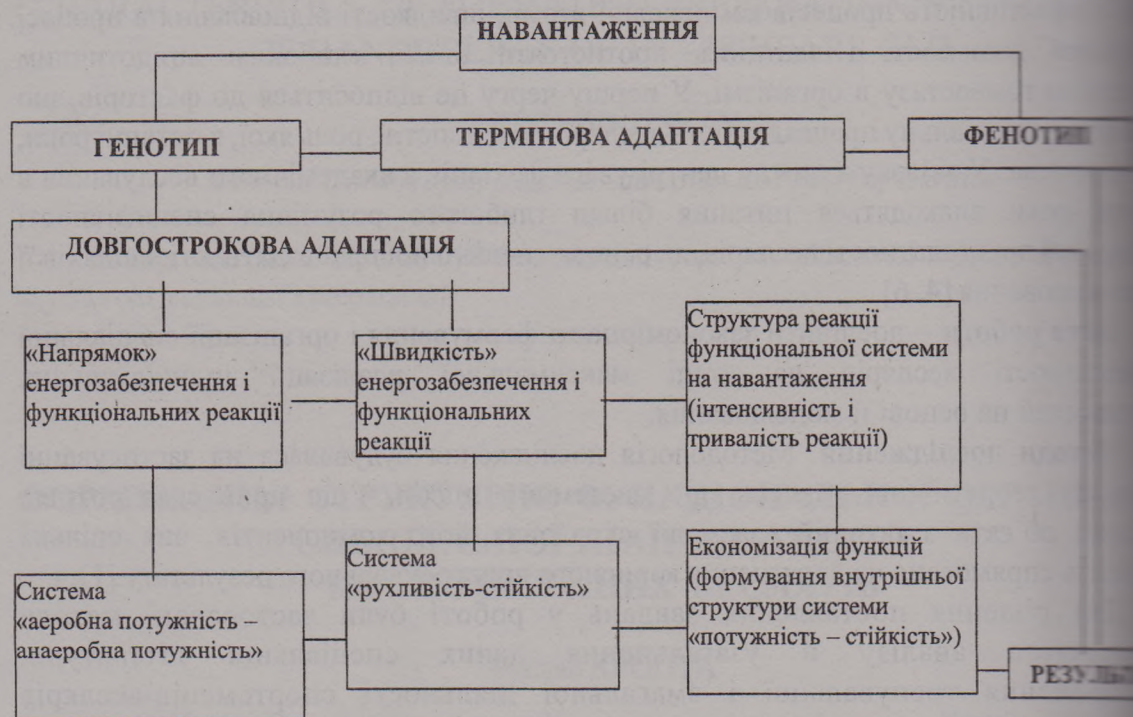 НАВАНТАЖЕННЯ
ГЕНОТИП
ТЕРМІНОВА АДАПТАЦІЯ
ФЕНОТИП
ДОВГОСТРОКОВА АДАПТАЦІЯ
«Напрямок»
енергозабезпечення і
функціональних реакції
«Швидкість»
енергозабезпечення і
функціональних
реакції
Структура реакції
функціональної системи
на навантаження
(інтенсивність і
тривалість реакції)
Система
«аеробна потужність –
анаеробна потужність»
Система
«рухливість-стійкість»
Економізація функцій
(формування внутрішньої
структури системи
«потужність – стійкість»)